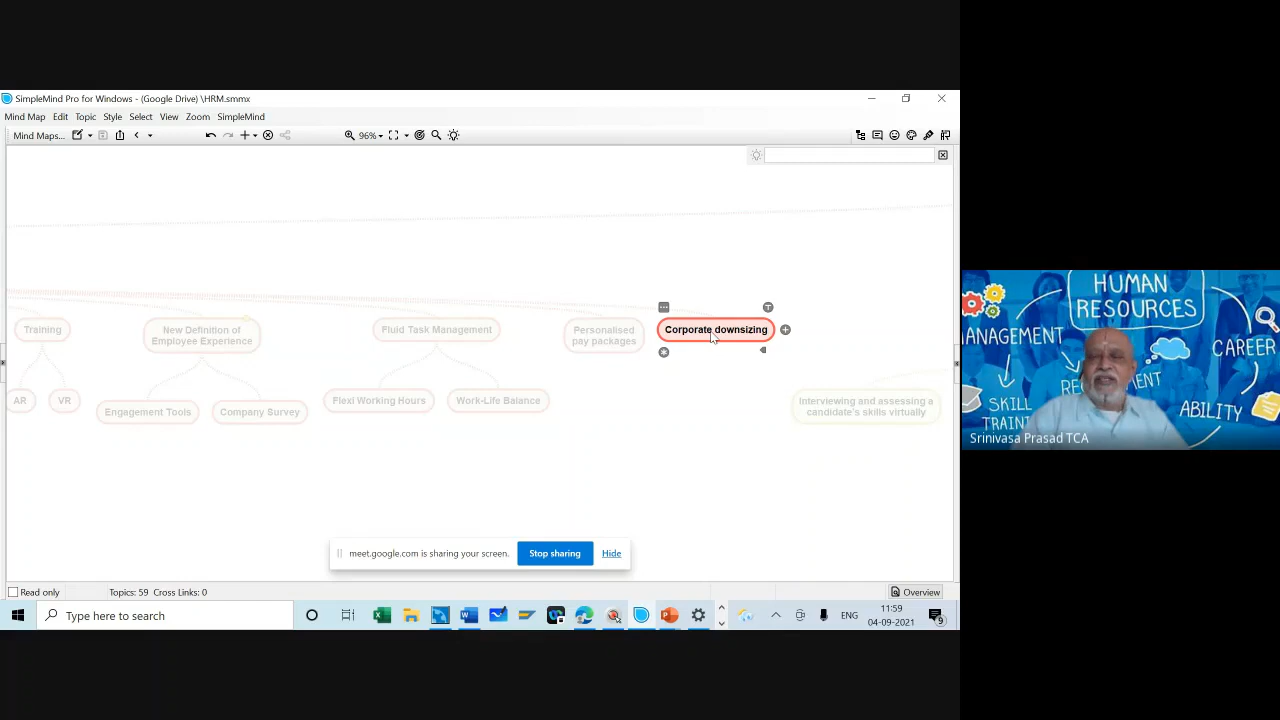 SimpleMind Pro for Windows - (Google Drive) \HRM.smmx
Mind Map Edit Topic Style Select View Zoom SimpleMind
Mind Maps... 96%
Training
New Definition of
Employee Experience
Fluid Task Management
Personalised
pay packages
Corporate downsizing
AR
VR
Engagement Tools
Company Survey
Flexi Working Hours
Work-Life Balance
Interviewing and assessing a
candidate's skills virtually
meet.google.com is sharing your screen. Stop sharing Hide
Read only Topics: 59 Cross Links: 0 Overview
Type here to search
ENG
11:59
04-09-2021
9
HUMAN
RESOURCES
MANAGEMENT
CAREER
SKILL
ABILITY
Srinivasa Prasad TCA